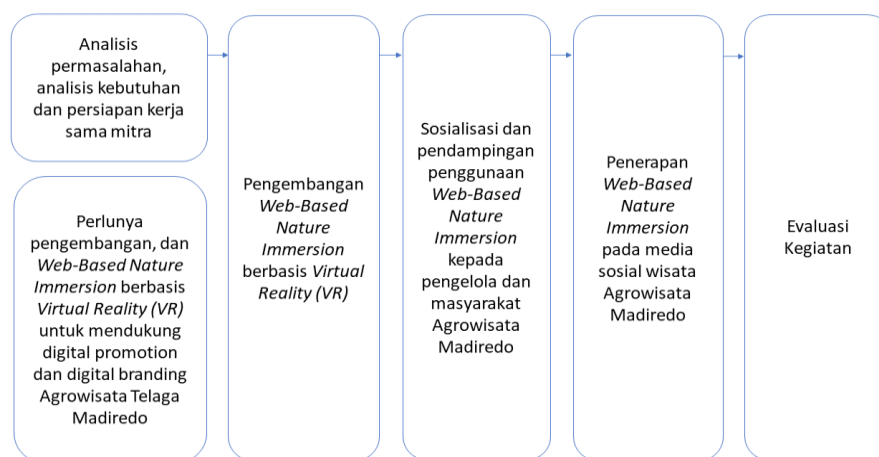 Analisis
permasalahan,
analisis kebutuhan
dan persiapan kerja
sama mitra
Perlunya
pengembangan, dan
Web-Based Nature
Immersion berbasis
Virtual Reality (VR)
untuk mendukung
digital promotion
dan digital branding
Agrowisata Telaga
Madiredo
Pengembangan
Web-Based
Nature
Immersion
berbasis Virtual
Reality (VR)
Sosialisasi dan
pendampingan
penggunaan
Web-Based
Nature
Immersion
kepada
pengelola dan
masyarakat
Agrowisata
Madiredo
Penerapan
Web-Based
Nature
Immersion
pada media
sosial wisata
Agrowisata
Madiredo
Evaluasi
Kegiatan